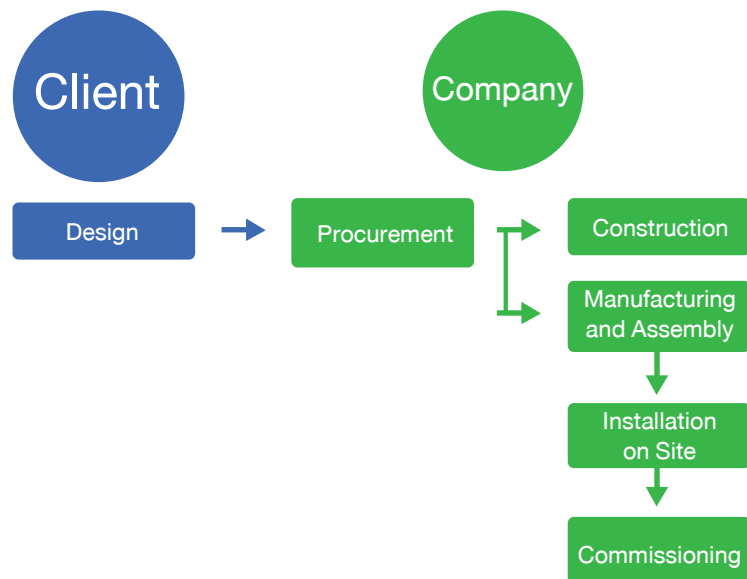 Client
Company
Design
Procurement
Construction
Manufacturing
and Assembly
Installation
on Site
Commissioning